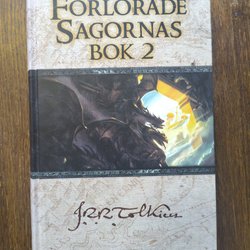 FÖRLORADE
SAGORNAS
BOK 2
J.R.R. Tolkien